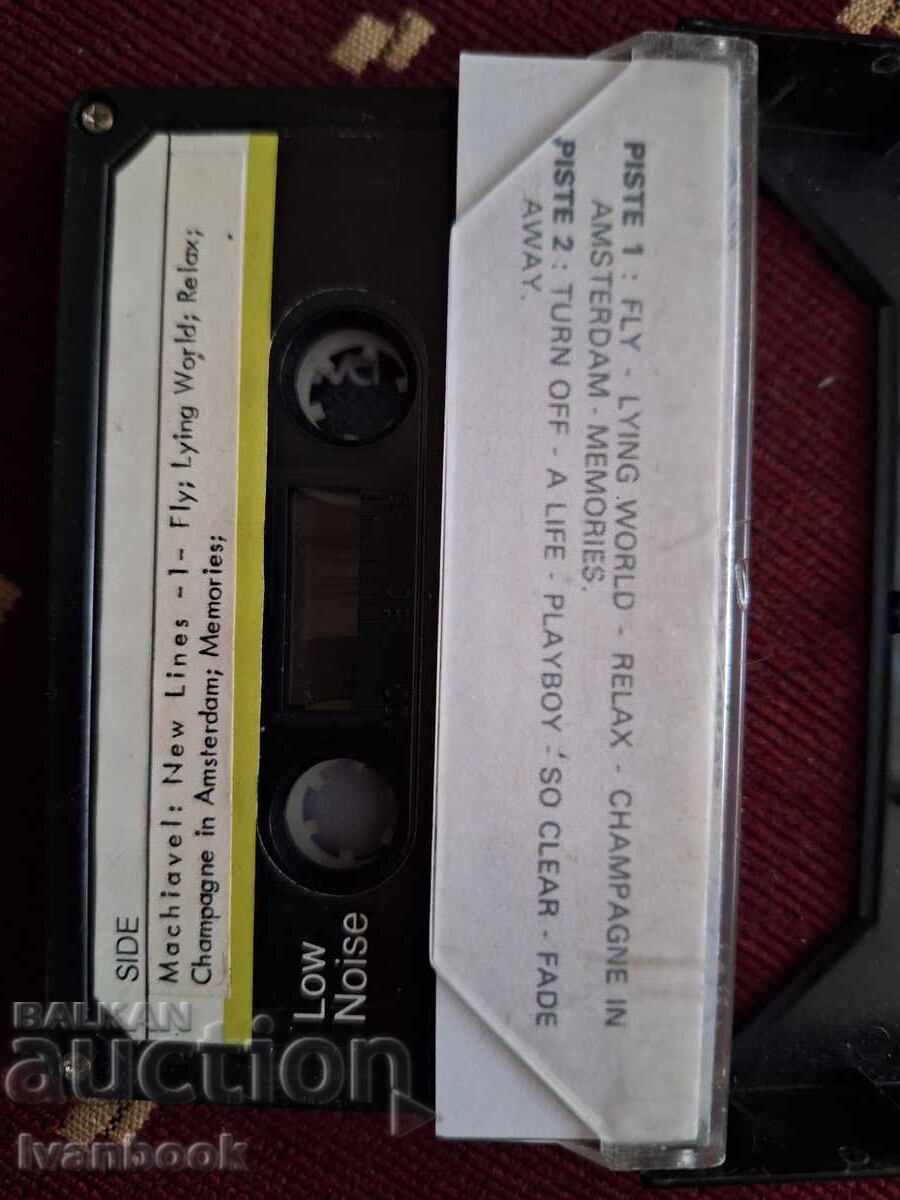 SIDE
Machiavel: New Lines - 1 - Fly; Lying World; Relax;
Champagne in Amsterdam; Memories;
Low
Noise
PISTE 1 : FLY - LYING WORLD - RELAX - CHAMPAGNE IN
AMSTERDAM - MEMORIES.
PISTE 2 : TURN OFF - A LIFE - PLAYBOY - SO CLEAR - FADE
AWAY.
BALKAN
auction
Ivanbook